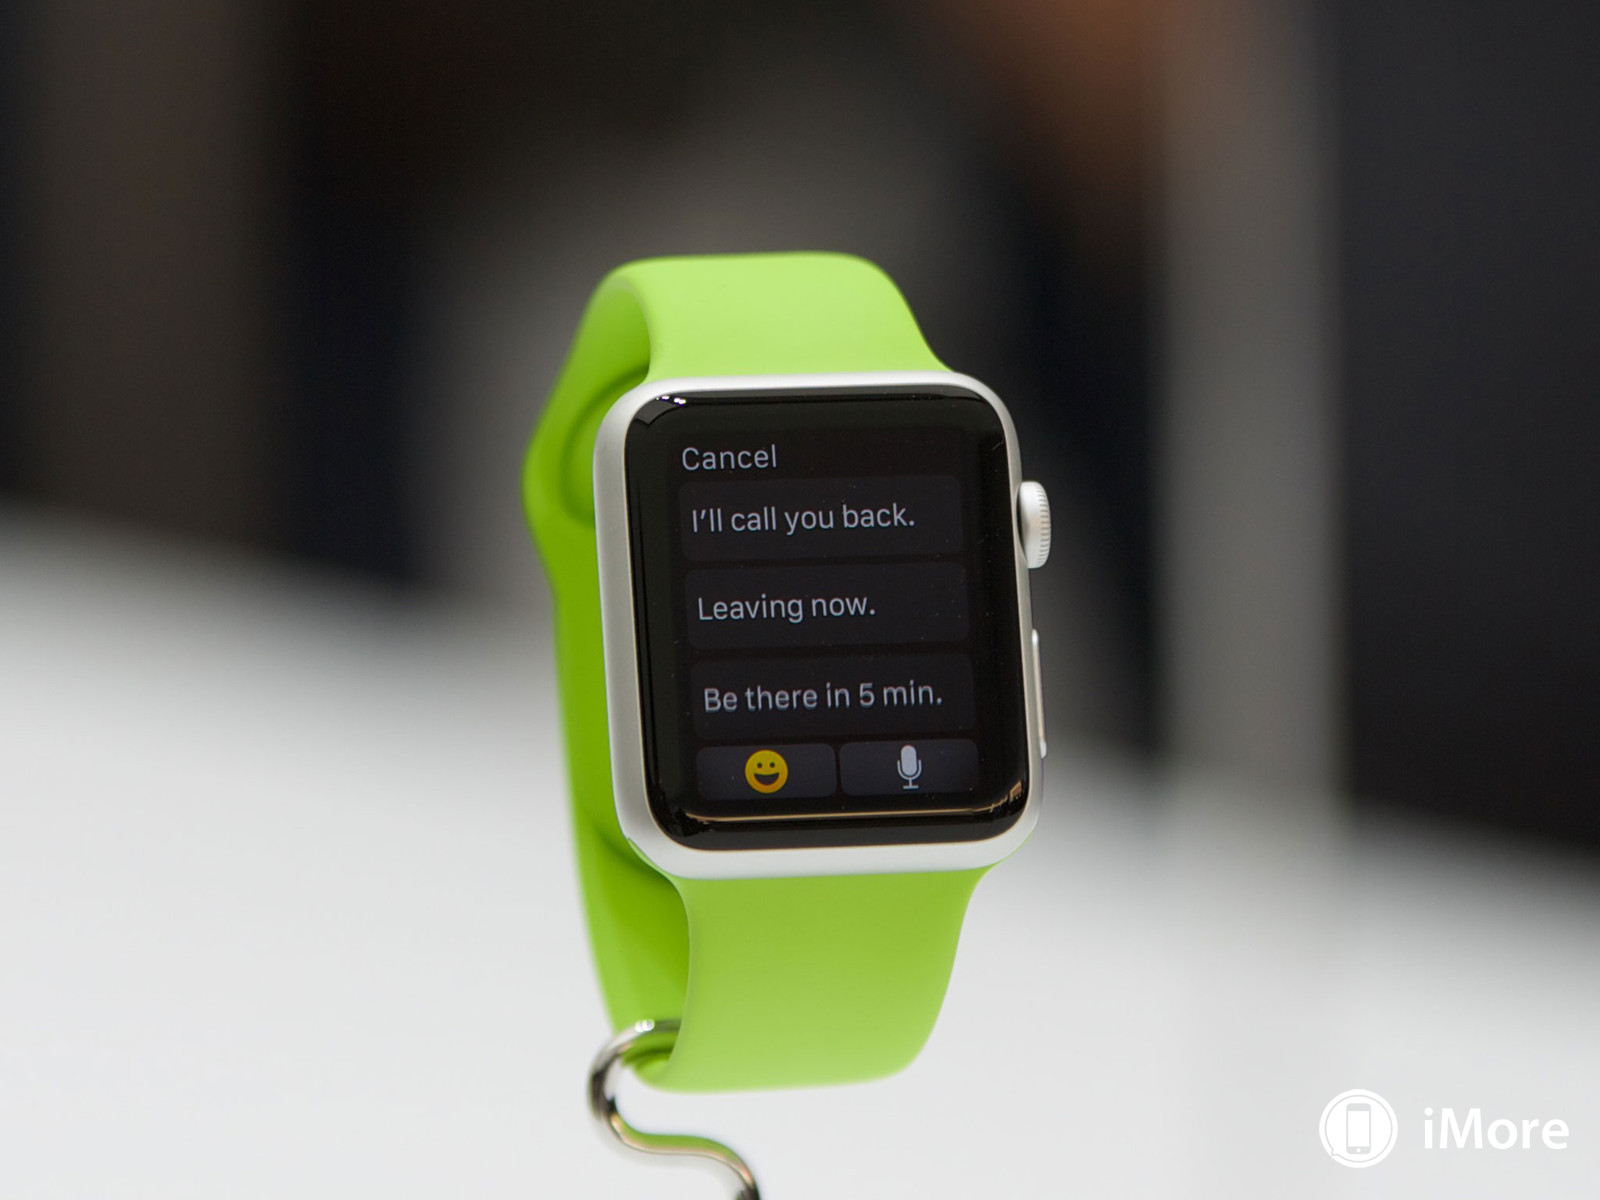 Cancel
I'll call you back.
Leaving now.
Be there in 5 min.
iMore